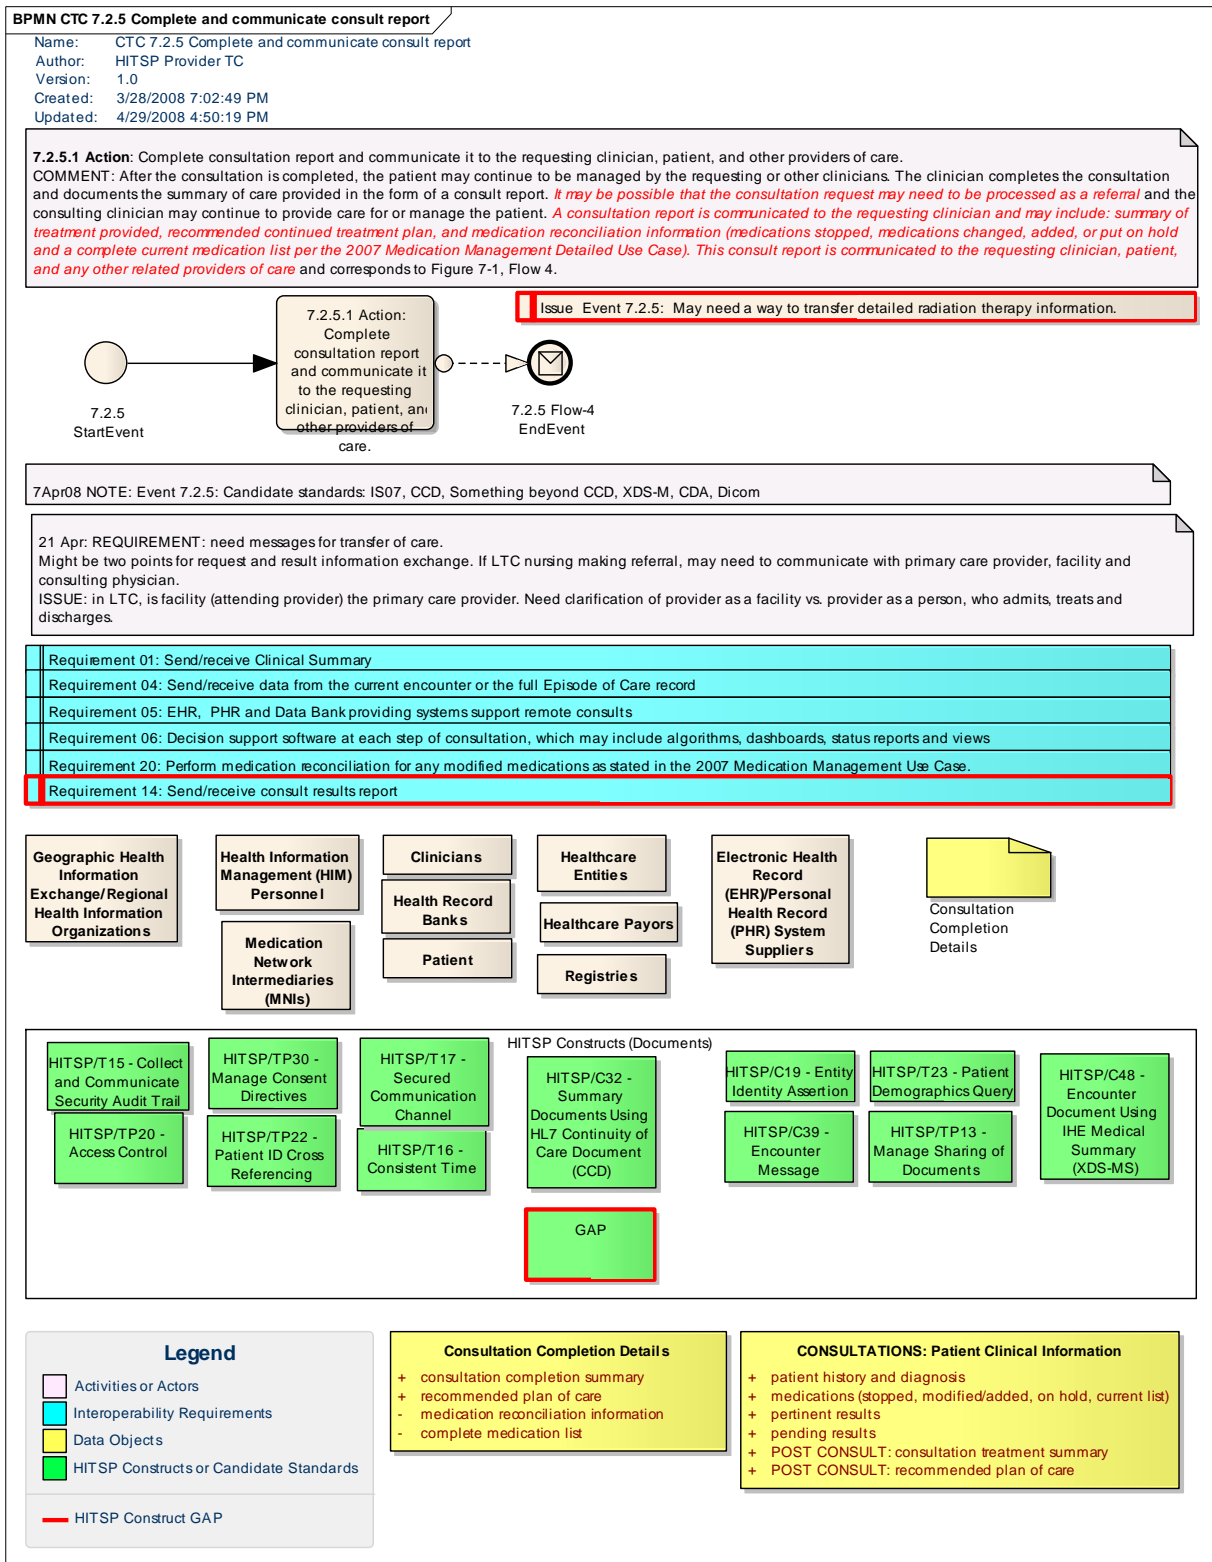 BPMN CTC 7.2.5 Complete and communicate consult report
Name: CTC 7.2.5 Complete and communicate consult report
Author: HITSP Provider TC
Version: 1.0
Created: 3/28/2008 7:02:49 PM
Updated: 4/29/2008 4:50:19 PM
7.2.5.1 Action: Complete consultation report and communicate it to the requesting clinician, patient, and other providers of care.
COMMENT: After the consultation is completed, the patient may continue to be managed by the requesting or other clinicians. The clinician completes the consultation
and documents the summary of care provided in the form of a consult report. It may be possible that the consultation request may need to be processed as a referral and the
consulting clinician may continue to provide care for or manage the patient. A consultation report is communicated to the requesting clinician and may include: summary of
treatment provided, recommended continued treatment plan, and medication reconciliation information (medications stopped, medications changed, added, or put on hold
and a complete current medication list per the 2007 Medication Management Detailed Use Case). This consult report is communicated to the requesting clinician, patient,
and any other related providers of care and corresponds to Figure 7-1, Flow 4.
Issue Event 7.2.5: May need a way to transfer detailed radiation therapy information.
7.2.5.1 Action:
Complete
consultation report
and communicate it
to the requesting
clinician, patient, and
other providers of
care.
7.2.5
StartEvent
7.2.5 Flow-4
EndEvent
7Apr08 NOTE: Event 7.2.5: Candidate standards: IS07, CCD, Something beyond CCD, XDS-M, CDA, Dicom
21 Apr: REQUIREMENT: need messages for transfer of care.
Might be two points for request and result information exchange. If LTC nursing making referral, may need to communicate with primary care provider, facility and
consulting physician.
ISSUE: in LTC, is facility (attending provider) the primary care provider. Need clarification of provider as a facility vs. provider as a person, who admits, treats and
discharges.
Requirement 01: Send/receive Clinical Summary
Requirement 04: Send/receive data from the current encounter or the full Episode of Care record
Requirement 05: EHR, PHR and Data Bank providing systems support remote consults
Requirement 06: Decision support software at each step of consultation, which may include algorithms, dashboards, status reports and views
Requirement 20: Perform medication reconciliation for any modified medications as stated in the 2007 Medication Management Use Case.
Requirement 14: Send/receive consult results report
Geographic Health
Information
Exchange/Regional
Health Information
Organizations
Health Information
Management (HIM)
Personnel
Medication
Network
Intermediaries
(MNIs)
Clinicians
Health Record
Banks
Patient
Healthcare
Entities
Healthcare Payors
Registries
Electronic Health
Record
(EHR)/Personal
Health Record
(PHR) System
Suppliers
Consultation
Completion
Details
HITSP Constructs (Documents)
HITSP/T15 - Collect
and Communicate
Security Audit Trail
HITSP/TP20 -
Access Control
HITSP/TP30 -
Manage Consent
Directives
HITSP/TP22 -
Patient ID Cross
Referencing
HITSP/T17 -
Secured
Communication
Channel
HITSP/T16 -
Consistent Time
HITSP/C32 -
Summary
Documents Using
HL7 Continuity of
Care Document
(CCD)
GAP
HITSP/C19 - Entity
Identity Assertion
HITSP/C39 -
Encounter
Message
HITSP/T23 - Patient
Demographics Query
HITSP/TP13 -
Manage Sharing of
Documents
HITSP/C48 -
Encounter
Document Using
IHE Medical
Summary
(XDS-MS)
Legend
Activities or Actors
Interoperability Requirements
Data Objects
HITSP Constructs or Candidate Standards
HITSP Construct GAP
Consultation Completion Details
+ consultation completion summary
+ recommended plan of care
- medication reconciliation information
- complete medication list
CONSULTATIONS: Patient Clinical Information
+ patient history and diagnosis
+ medications (stopped, modified/added, on hold, current list)
+ pertinent results
+ pending results
+ POST CONSULT: consultation treatment summary
+ POST CONSULT: recommended plan of care